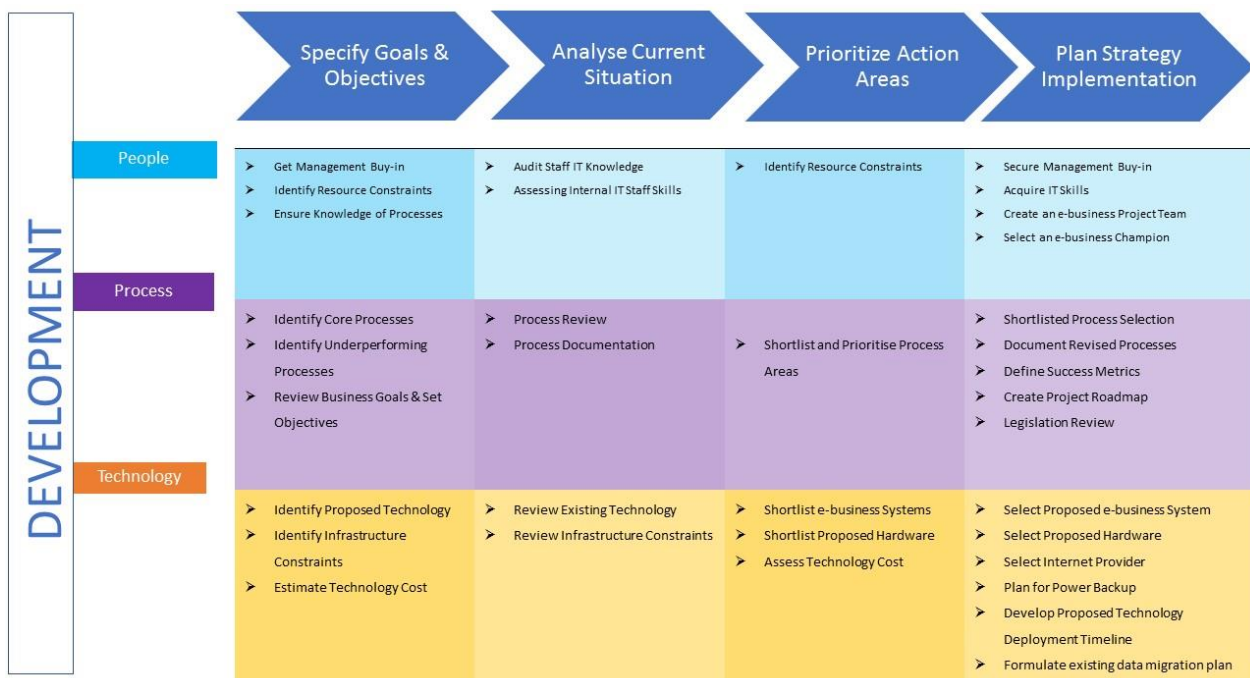 Specify Goals &
Objectives
Analyse Current
Situation
Prioritize Action
Areas
Plan Strategy
Implementation
DEVELOPMENT
People
➢ Get Management Buy-in
➢ Identify Resource Constraints
➢ Ensure Knowledge of Processes
➢ Audit Staff IT Knowledge
➢ Assessing Internal IT Staff Skills
➢ Identify Resource Constraints
➢ Secure Management Buy-in
➢ Acquire IT Skills
➢ Create an e-business Project Team
➢ Select an e-business Champion
Process
➢ Identify Core Processes
➢ Identify Underperforming
Processes
➢ Review Business Goals & Set
Objectives
➢ Process Review
➢ Process Documentation
➢ Shortlist and Prioritise Process
Areas
➢ Shortlisted Process Selection
➢ Document Revised Processes
➢ Define Success Metrics
➢ Create Project Roadmap
➢ Legislation Review
Technology
➢ Identify Proposed Technology
➢ Identify Infrastructure
Constraints
➢ Estimate Technology Cost
➢ Review Existing Technology
➢ Review Infrastructure Constraints
➢ Shortlist e-business Systems
➢ Shortlist Proposed Hardware
➢ Assess Technology Cost
➢ Select Proposed e-business System
➢ Select Proposed Hardware
➢ Select Internet Provider
➢ Plan for Power Backup
➢ Develop Proposed Technology
Deployment Timeline
➢ Formulate existing data migration plan